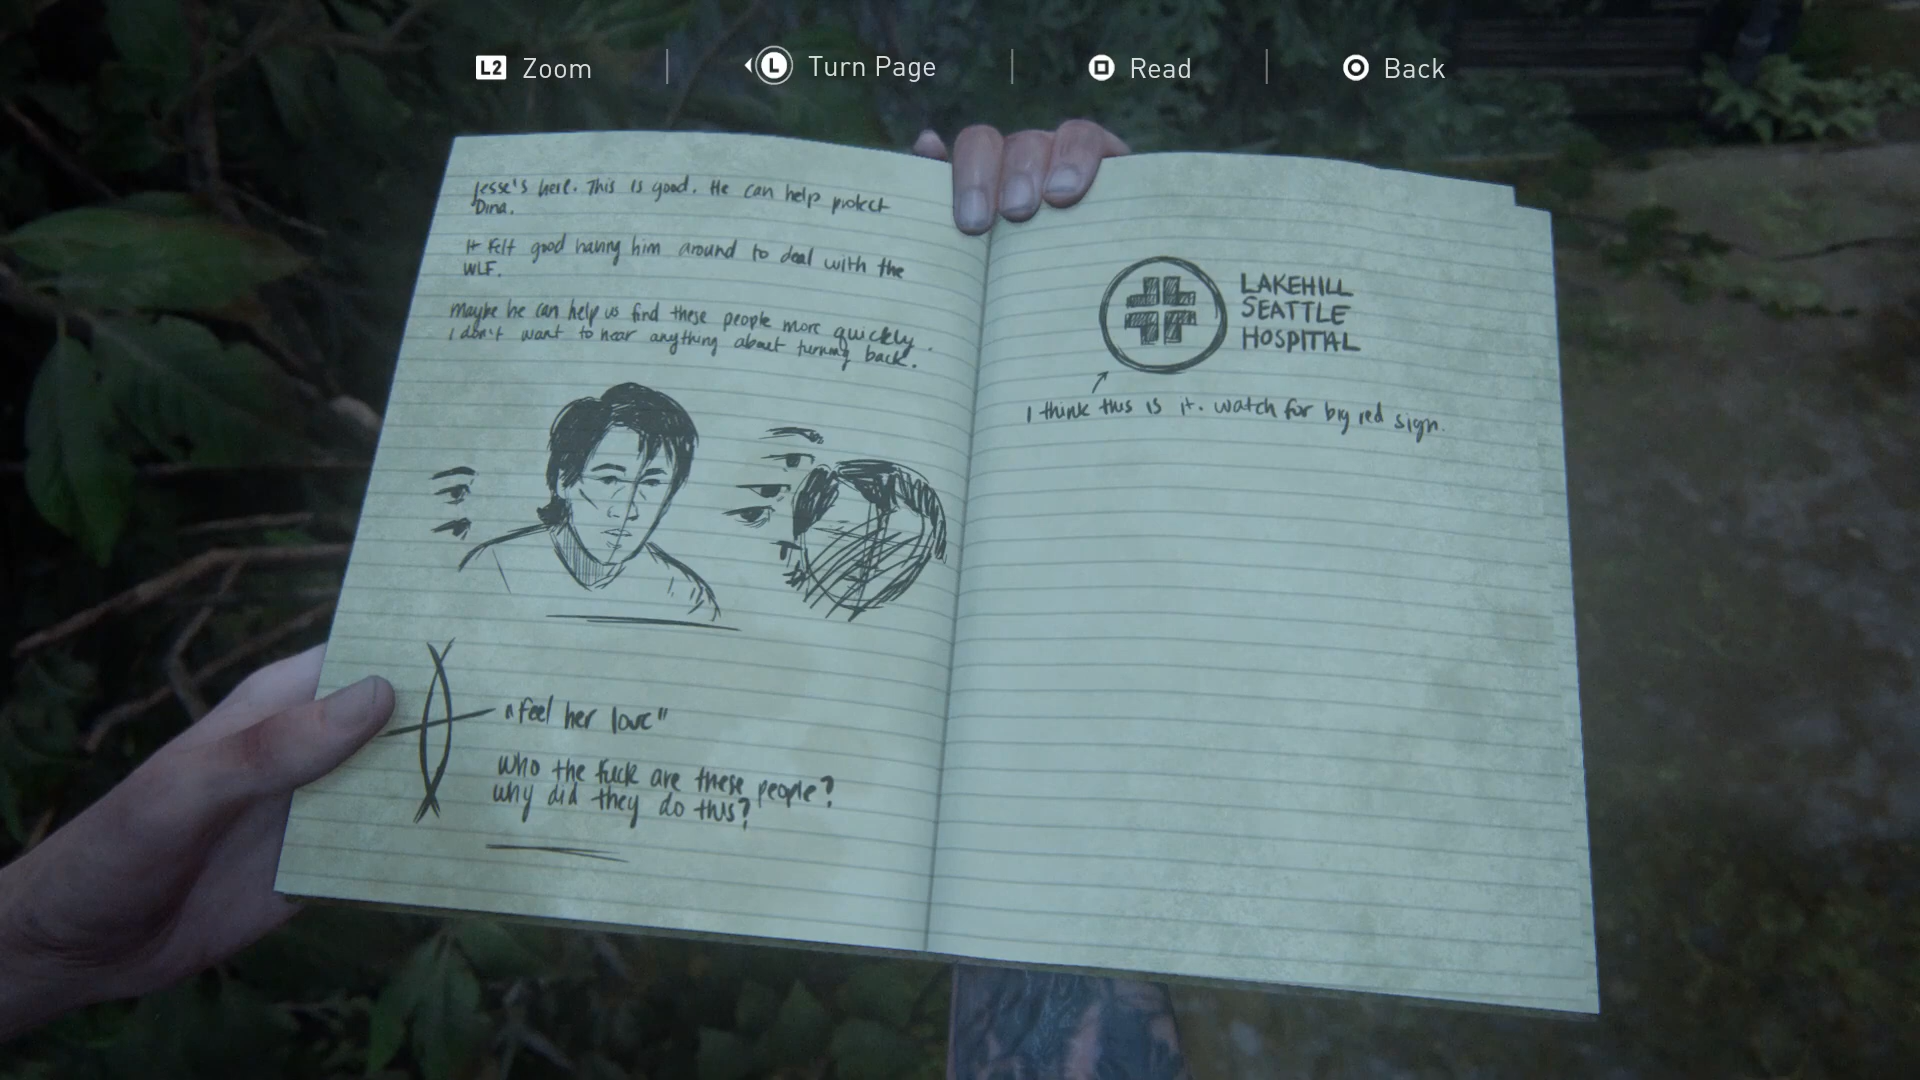 L2 Zoom
L Turn Page
Read
Back
Jesse's here. This is good. He can help protect
Dina.
It felt good having him around to deal with the
WLF.
Maybe he can help us find these people more quickly.
I don't want to hear anything about turning back.
"feel her love"
who the fuck are these people?
why did they do this?
LAKEHILL
SEATTLE
HOSPITAL
I think this is it. watch for big red sign.